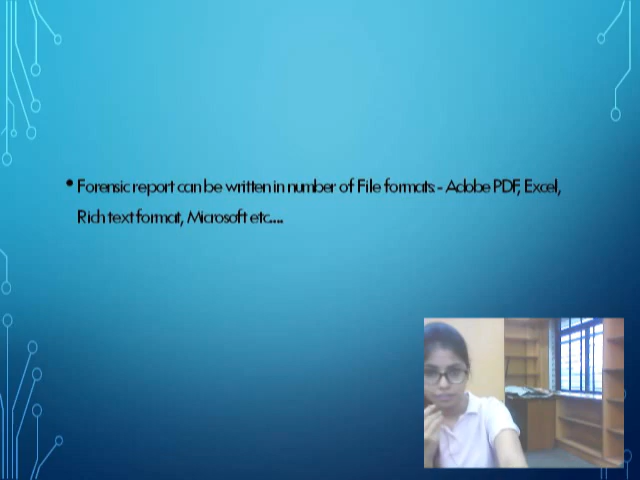 • Forensic report can be written in number of File formats:- Adobe PDF, Excel,
Rich text format, Microsoft etc....